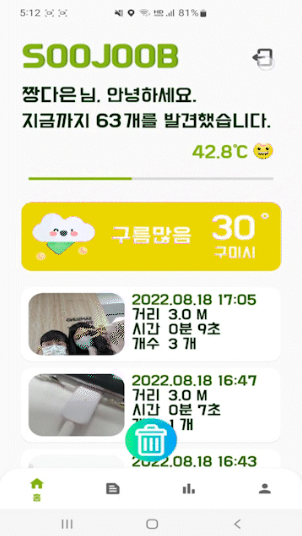 5:12
81%
SOOJOOB
짱다은님, 안녕하세요.
지금까지 63개를 발견했습니다.
42.8℃
구름많음
30°
구미시
2022.08.18 17:05
거리 3.0 M
시간 0분 9초
개수 3 개
2022.08.18 16:47
거리 3.0 M
시간 0분 7초
1 개
2022.08.18 16:43
홈